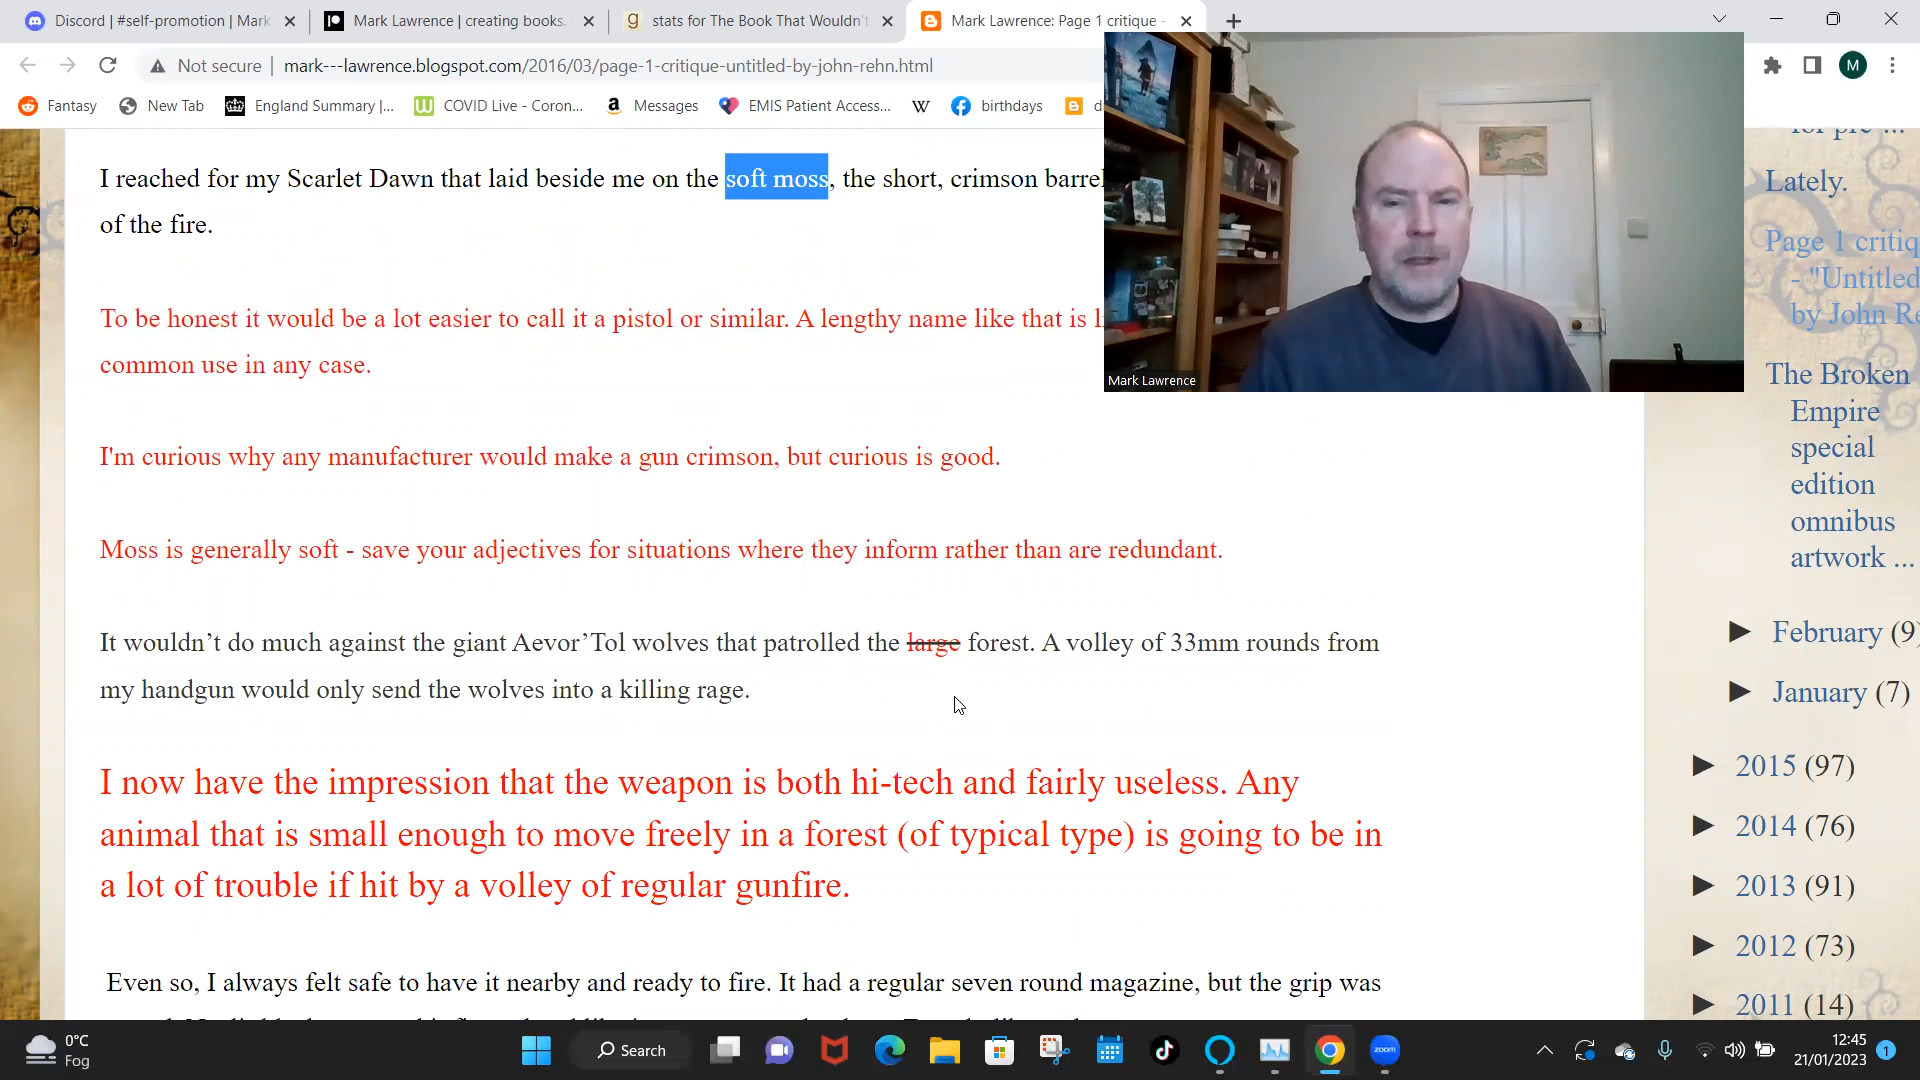 Discord | #self-promotion | Mark
Mark Lawrence | creating books.
stats for The Book That Wouldn't
Mark Lawrence: Page 1 critique -
Not secure
mark---lawrence.blogspot.com/2016/03/page-1-critique-untitled-by-john-rehn.html
M
Fantasy
New Tab
England Summary |...
COVID Live - Coron...
Messages
EMIS Patient Access...
W
birthdays
I reached for my Scarlet Dawn that laid beside me on the soft moss, the short, crimson barrel
of the fire.
To be honest it would be a lot easier to call it a pistol or similar. A lengthy name like that is
common use in any case.
I'm curious why any manufacturer would make a gun crimson, but curious is good.
Moss is generally soft - save your adjectives for situations where they inform rather than are redundant.
It wouldn't do much against the giant Aevor'Tol wolves that patrolled the large forest. A volley of 33mm rounds from
my handgun would only send the wolves into a killing rage.
I now have the impression that the weapon is both hi-tech and fairly useless. Any
animal that is small enough to move freely in a forest (of typical type) is going to be in
a lot of trouble if hit by a volley of regular gunfire.
Even so, I always felt safe to have it nearby and ready to fire. It had a regular seven round magazine, but the grip was
Mark Lawrence
for pre ...
Lately.
Page 1 critiq
- "Untitled
by John Re
The Broken
Empire
special
edition
omnibus
artwork ...
► February (9)
► January (7)
► 2015 (97)
► 2014 (76)
► 2013 (91)
► 2012 (73)
► 2011 (14)
0°C
Fog
Search
zoom
12:45
21/01/2023
1